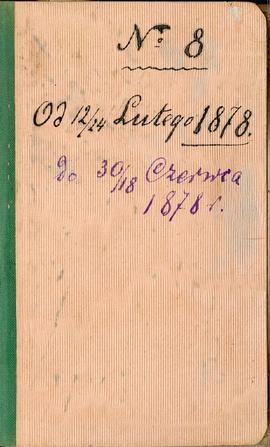 No. 8
Od 12/24 Lutego 1878.
Do 30/18 Czerwca
1878 r.